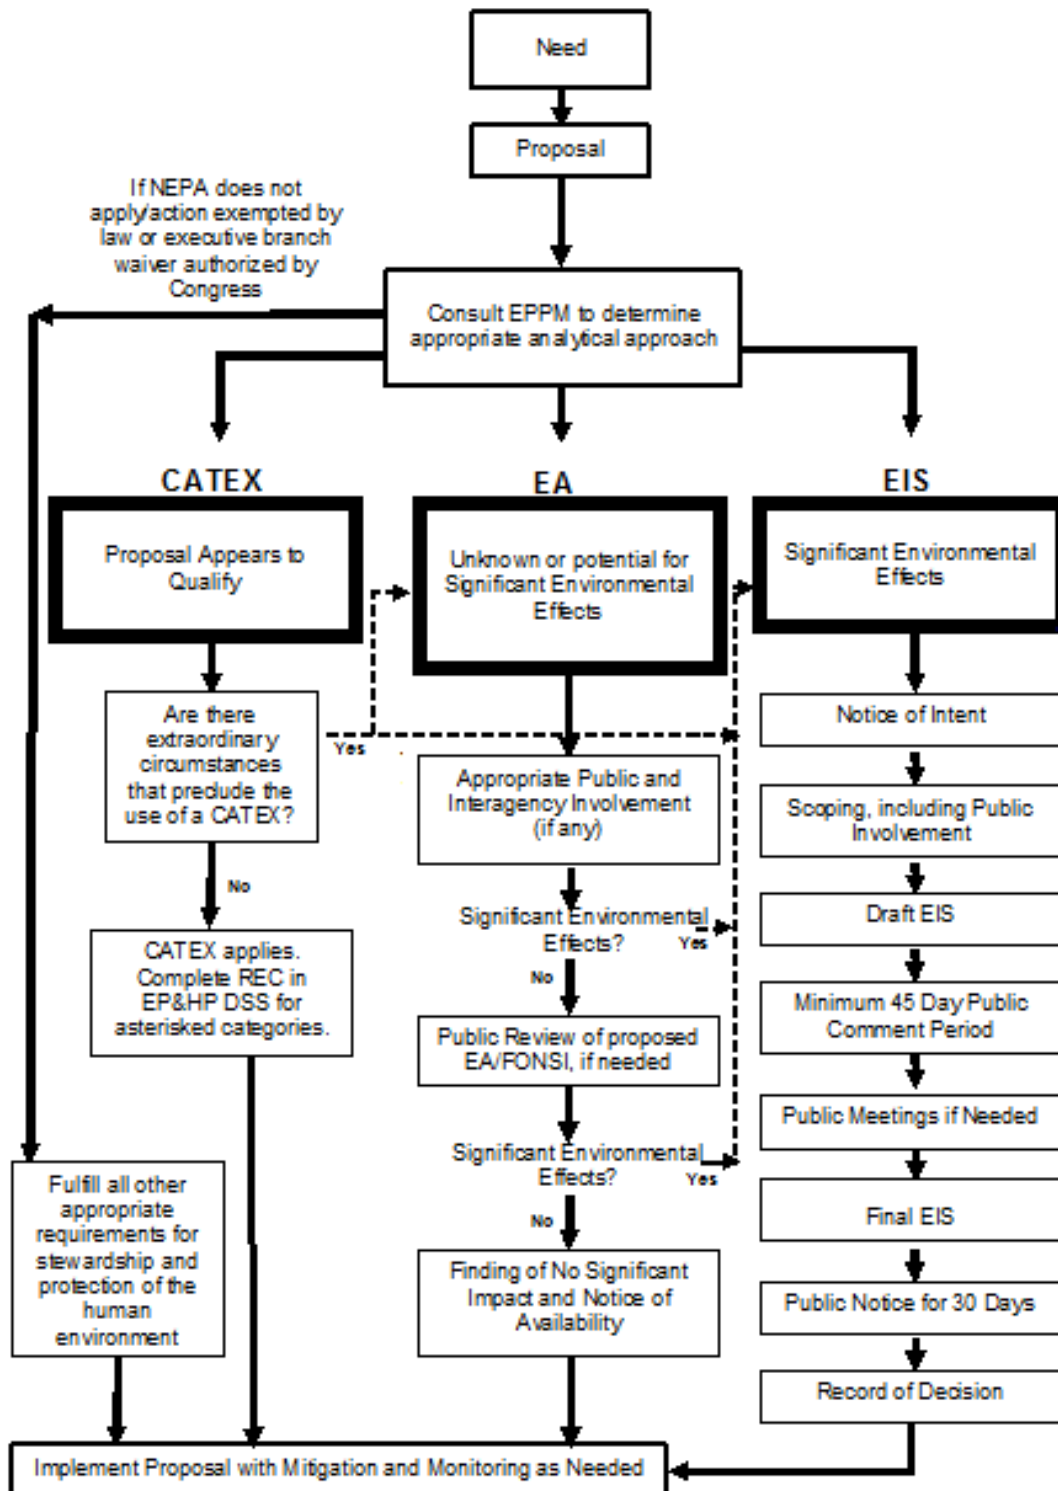 Need
Proposal
If NEPA does not
apply/action exempted by
law or executive branch
waiver authorized by
Congress
Consult EPPM to determine
appropriate analytical approach
CATEX
EA
EIS
Proposal Appears to
Qualify
Unknown or potential for
Significant Environmental
Effects
Significant Environmental
Effects
Are there
extraordinary
circumstances
that preclude the
use of a CATEX?
Yes
No
CATEX applies.
Complete REC in
EP&HP DSS for
asterisked categories.
Fulfill all other
appropriate
requirements for
stewardship and
protection of the
human
environment
Appropriate Public and
Interagency Involvement
(if any)
Significant Environmental
Effects?
Yes
No
Public Review of proposed
EA/FONSI, if needed
Significant Environmental
Effects?
Yes
No
Finding of No Significant
Impact and Notice of
Availability
Notice of Intent
Scoping, including Public
Involvement
Draft EIS
Minimum 45 Day Public
Comment Period
Public Meetings if Needed
Final EIS
Public Notice for 30 Days
Record of Decision
Implement Proposal with Mitigation and Monitoring as Needed